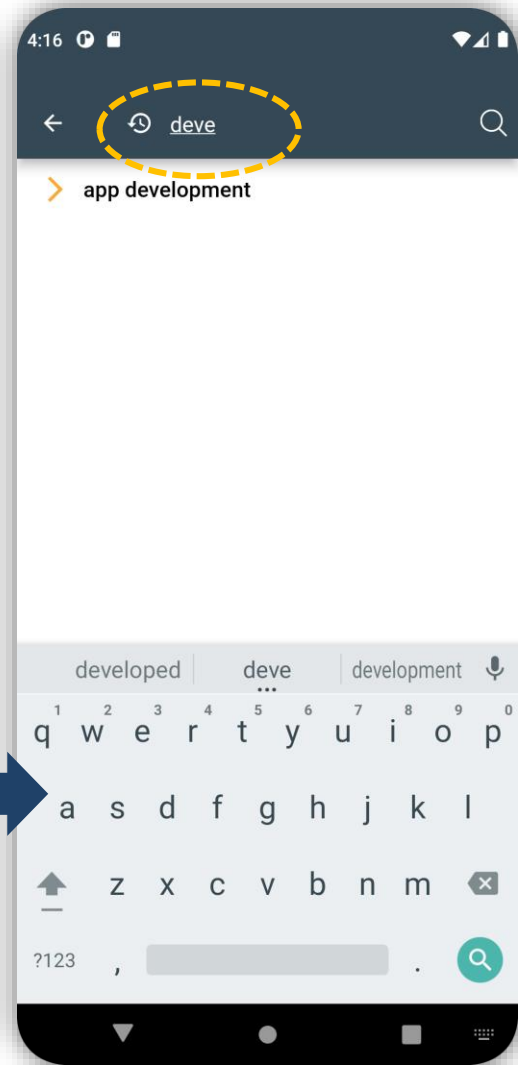 4:16
deve
app development
developed deve development
1 2 3 4 5 6 7 8 9 0
q w e r t y u i o p
a s d f g h j k l
z x c v b n m
?123 , .